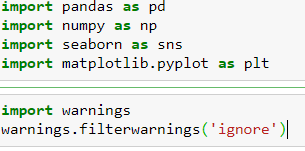 import pandas as pd
import numpy as np
import seaborn as sns
import matplotlib.pyplot as plt
import warnings
warnings.filterwarnings('ignore')